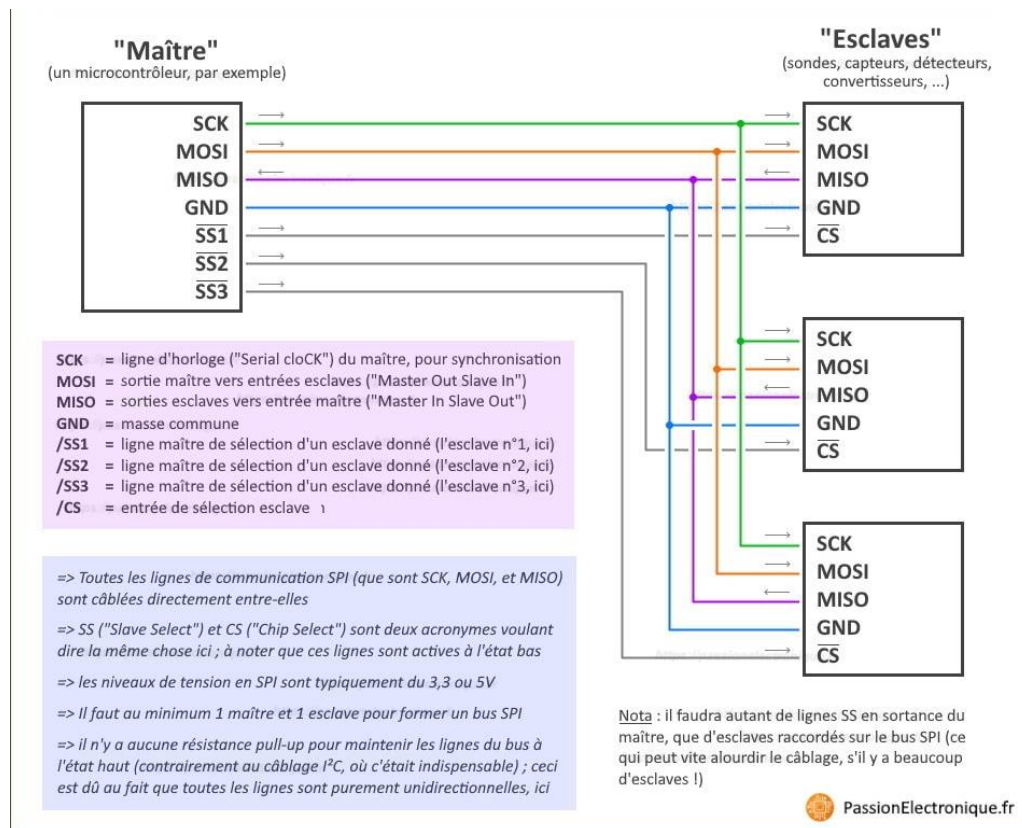 "Maître"
(un microcontrôleur, par exemple)
"Esclaves"
(sondes, capteurs, détecteurs,
convertisseurs, ...)
SCK
MOSI
MISO
GND
SS1
SS2
SS3
SCK
MOSI
MISO
GND
CS
SCK
MOSI
MISO
GND
CS
SCK
MOSI
MISO
GND
CS
SCK = ligne d'horloge ("Serial cloCK") du maître, pour synchronisation
MOSI = sortie maître vers entrées esclaves ("Master Out Slave In")
MISO = sorties esclaves vers entrée maître ("Master In Slave Out")
GND = masse commune
/SS1 = ligne maître de sélection d'un esclave donné (l'esclave n°1, ici)
/SS2 = ligne maître de sélection d'un esclave donné (l'esclave n°2, ici)
/SS3 = ligne maître de sélection d'un esclave donné (l'esclave n°3, ici)
/CS = entrée de sélection esclave
=> Toutes les lignes de communication SPI (que sont SCK, MOSI, et MISO)
sont câblées directement entre-elles
=> SS ("Slave Select") et CS ("Chip Select") sont deux acronymes voulant
dire la même chose ici ; à noter que ces lignes sont actives à l'état bas
=> les niveaux de tension en SPI sont typiquement du 3,3 ou 5V
=> Il faut au minimum 1 maître et 1 esclave pour former un bus SPI
=> il n'y a aucune résistance pull-up pour maintenir les lignes du bus à
l'état haut (contrairement au câblage I²C, où c'était indispensable) ; ceci
est dû au fait que toutes les lignes sont purement unidirectionnelles, ici
Nota : il faudra autant de lignes SS en sortance du
maître, que d'esclaves raccordés sur le bus SPI (ce
qui peut vite alourdir le câblage, s'il y a beaucoup
d'esclaves !)
PassionElectronique.fr